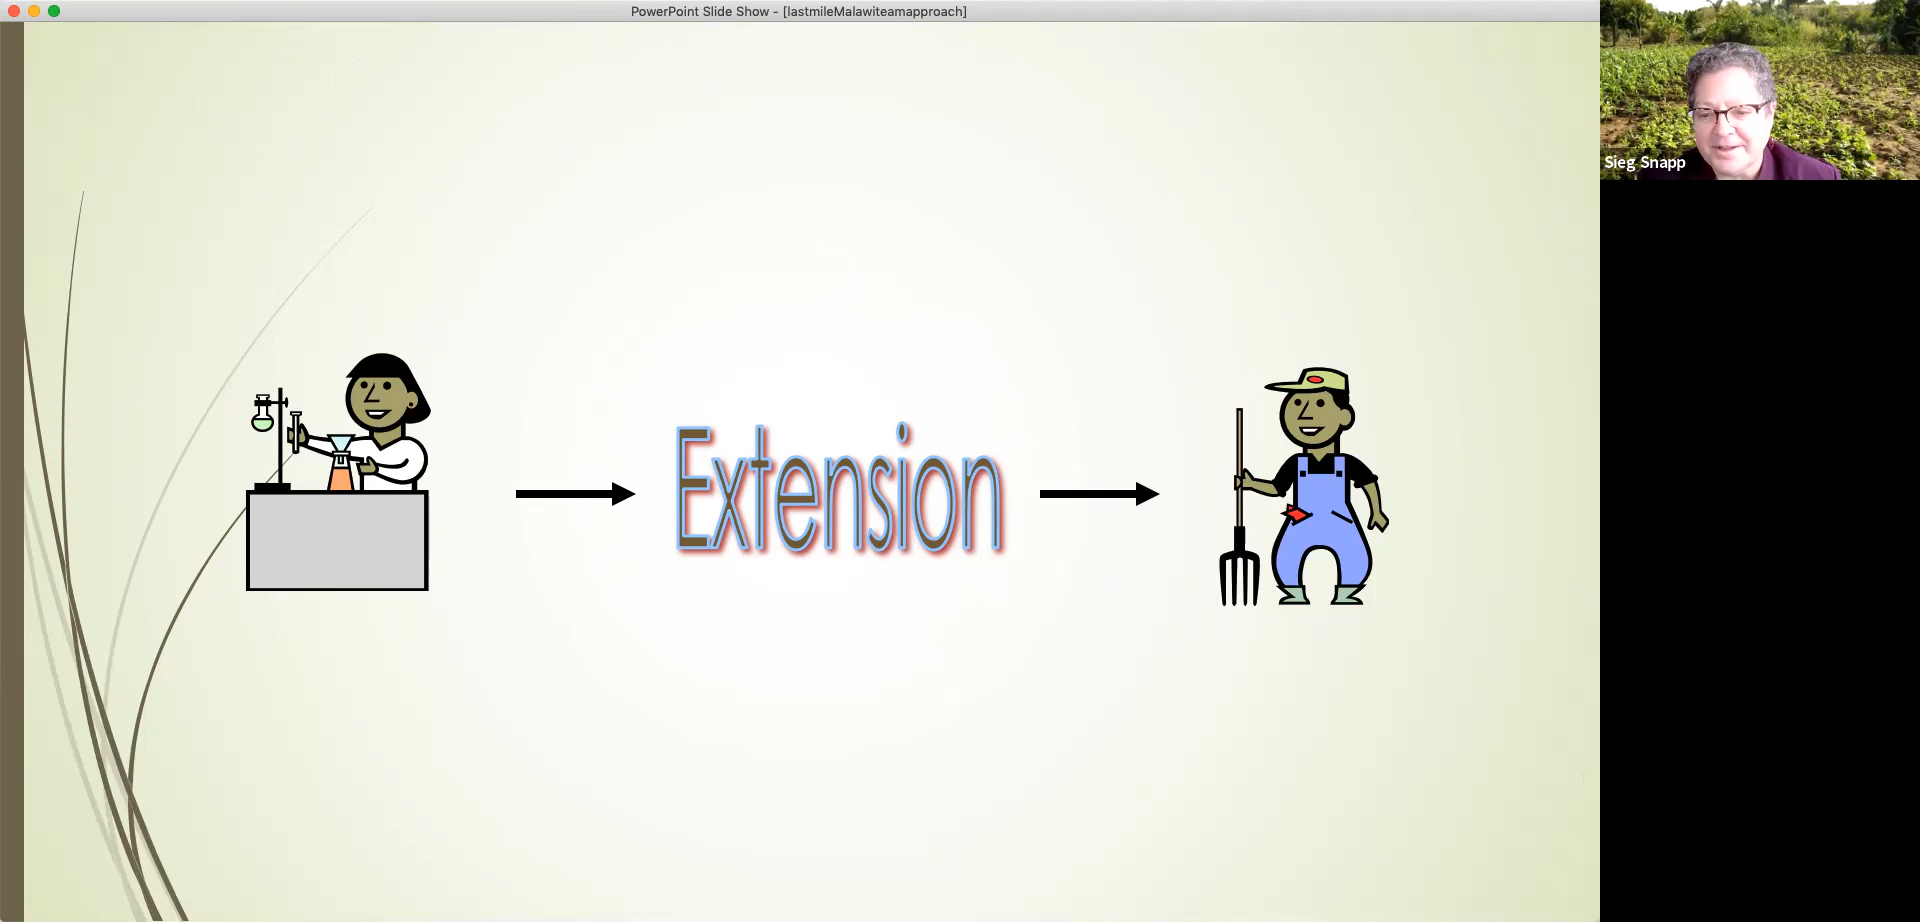 PowerPoint Slide Show - [lastmileMalawiteamapproach]
Sieg Snapp
Extension